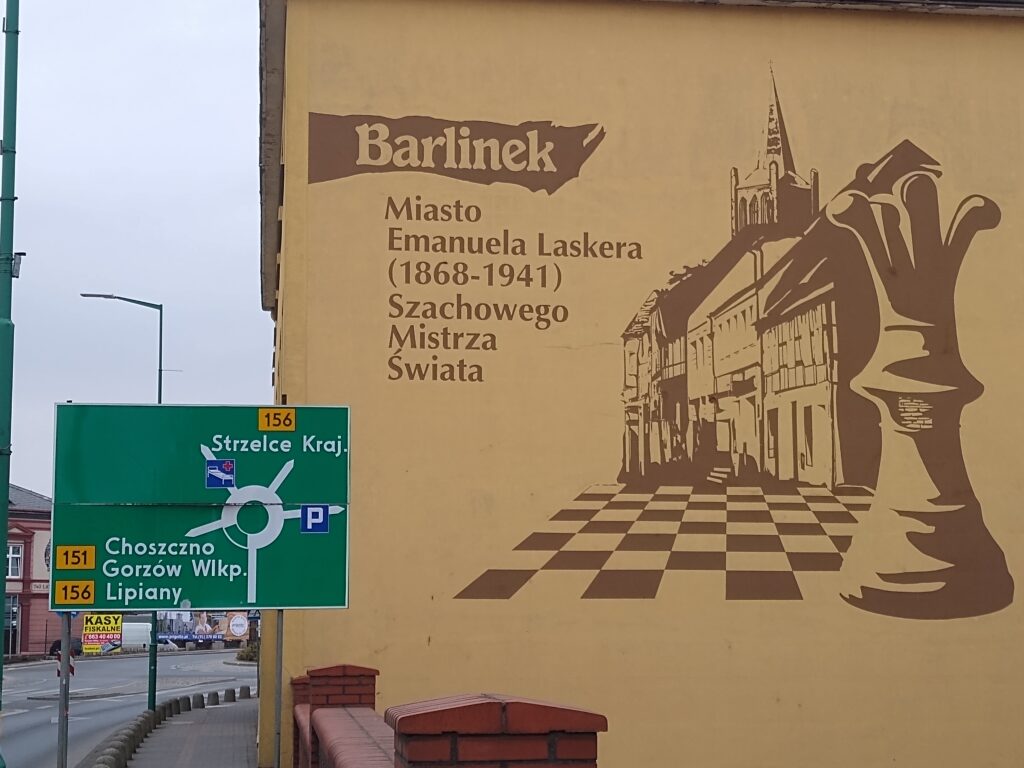 Barlinek
Miasto
Emanuela Laskera
(1868-1941)
Szachowego
Mistrza
Świata
156
Strzelce Kraj.
P
151
Choszczno
Gorzów Wlkp.
156
Lipiany
KASY
FISKALNE